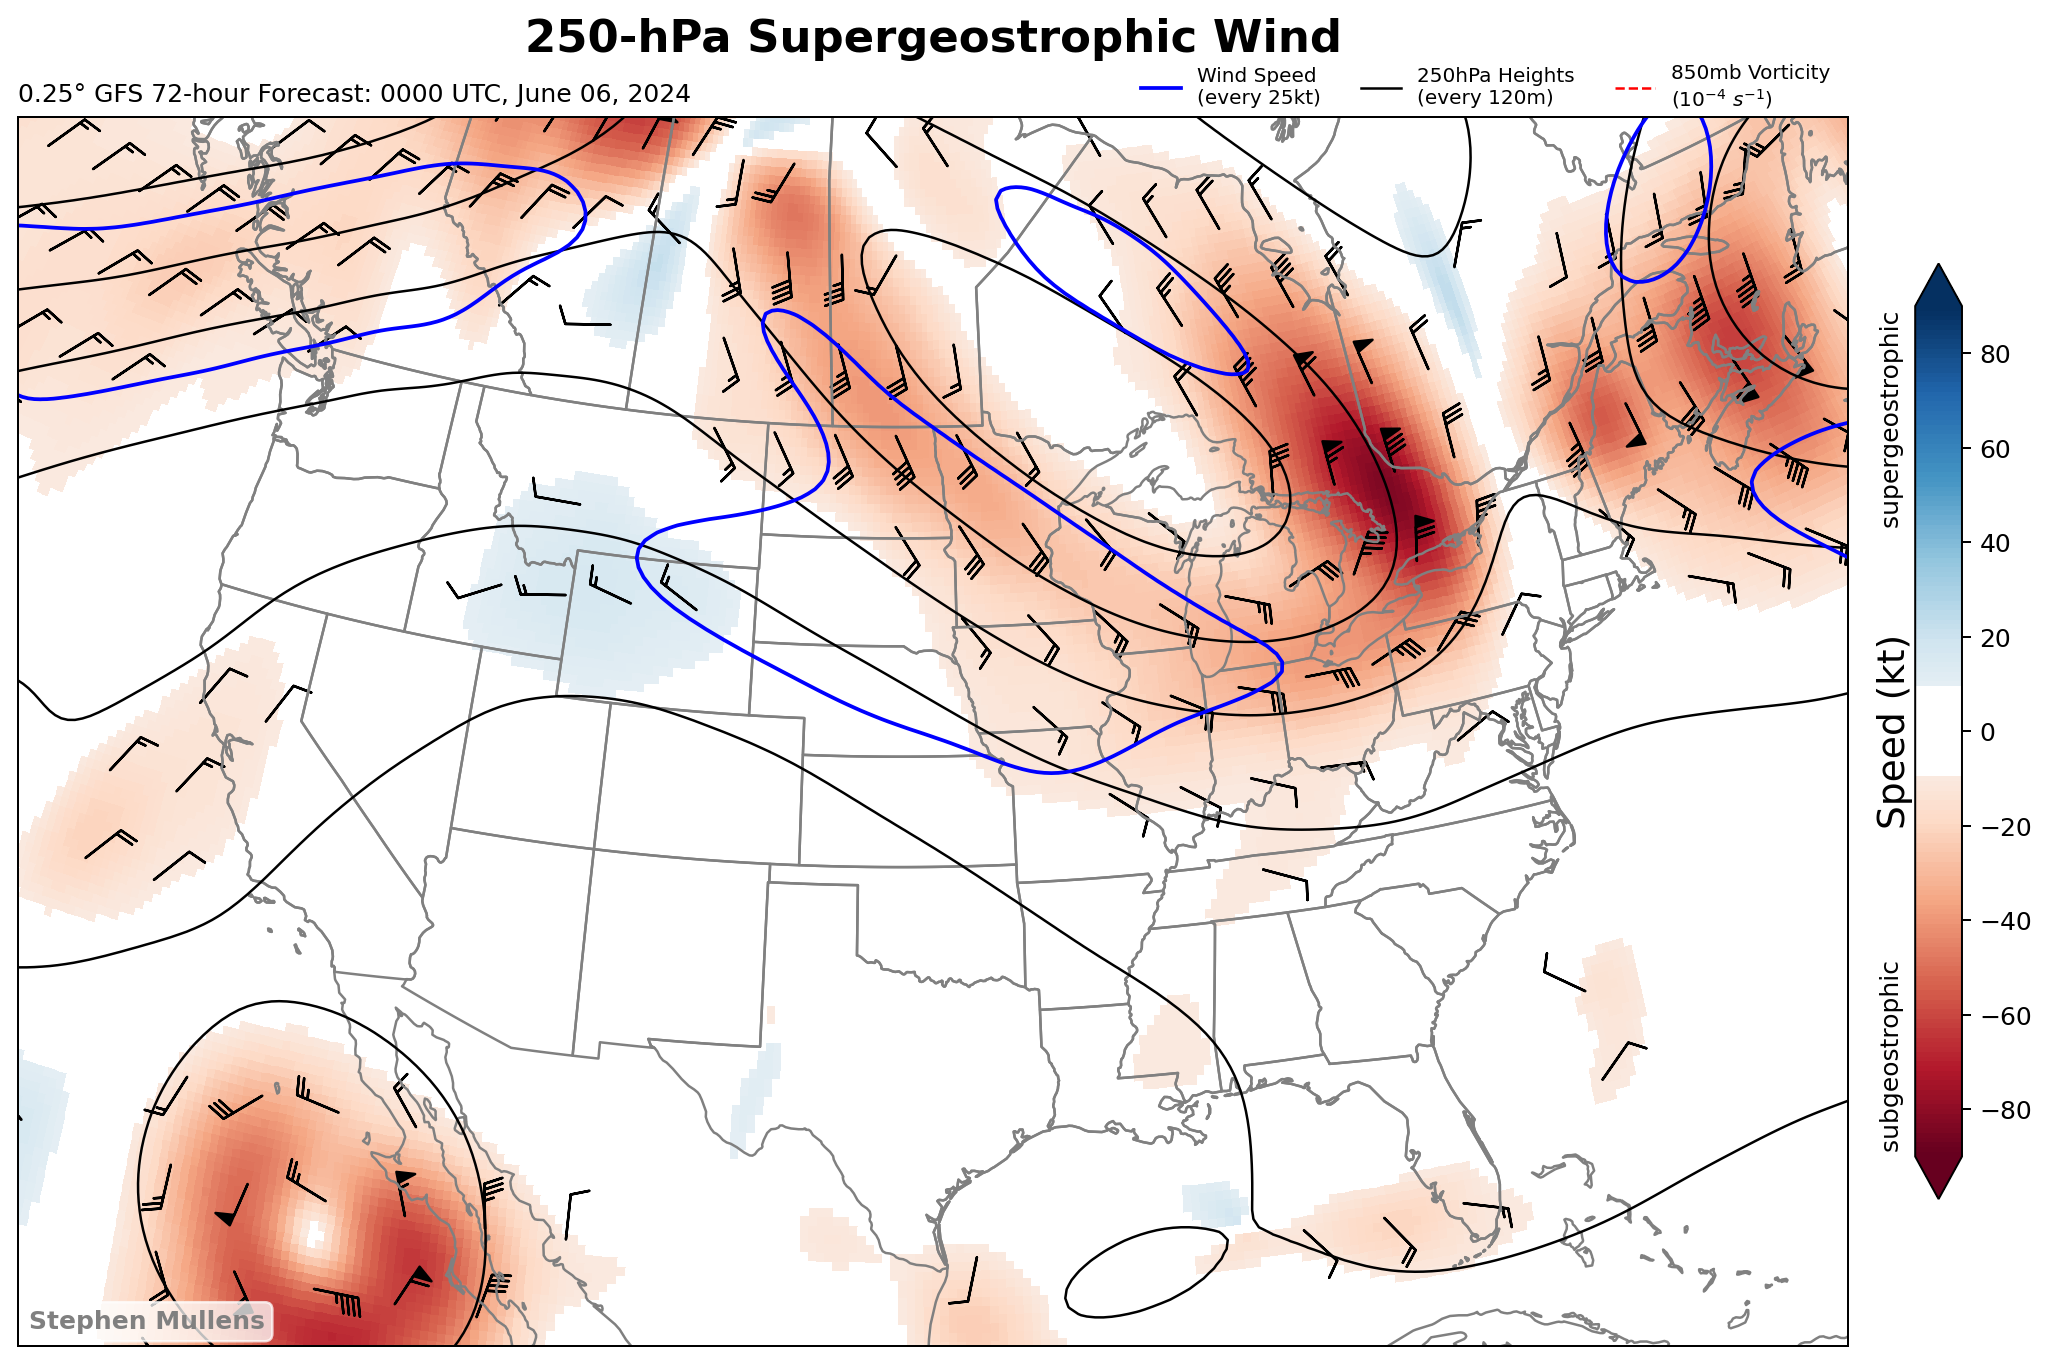 250-hPa Supergeostrophic Wind
0.25° GFS 72-hour Forecast: 0000 UTC, June 06, 2024
Wind Speed
(every 25kt)
250hPa Heights
(every 120m)
850mb Vorticity
(10⁻⁴ s⁻¹)
supergeostrophic
subgeostrophic
Speed (kt)
80
60
40
20
0
−20
−40
−60
−80
Stephen Mullens